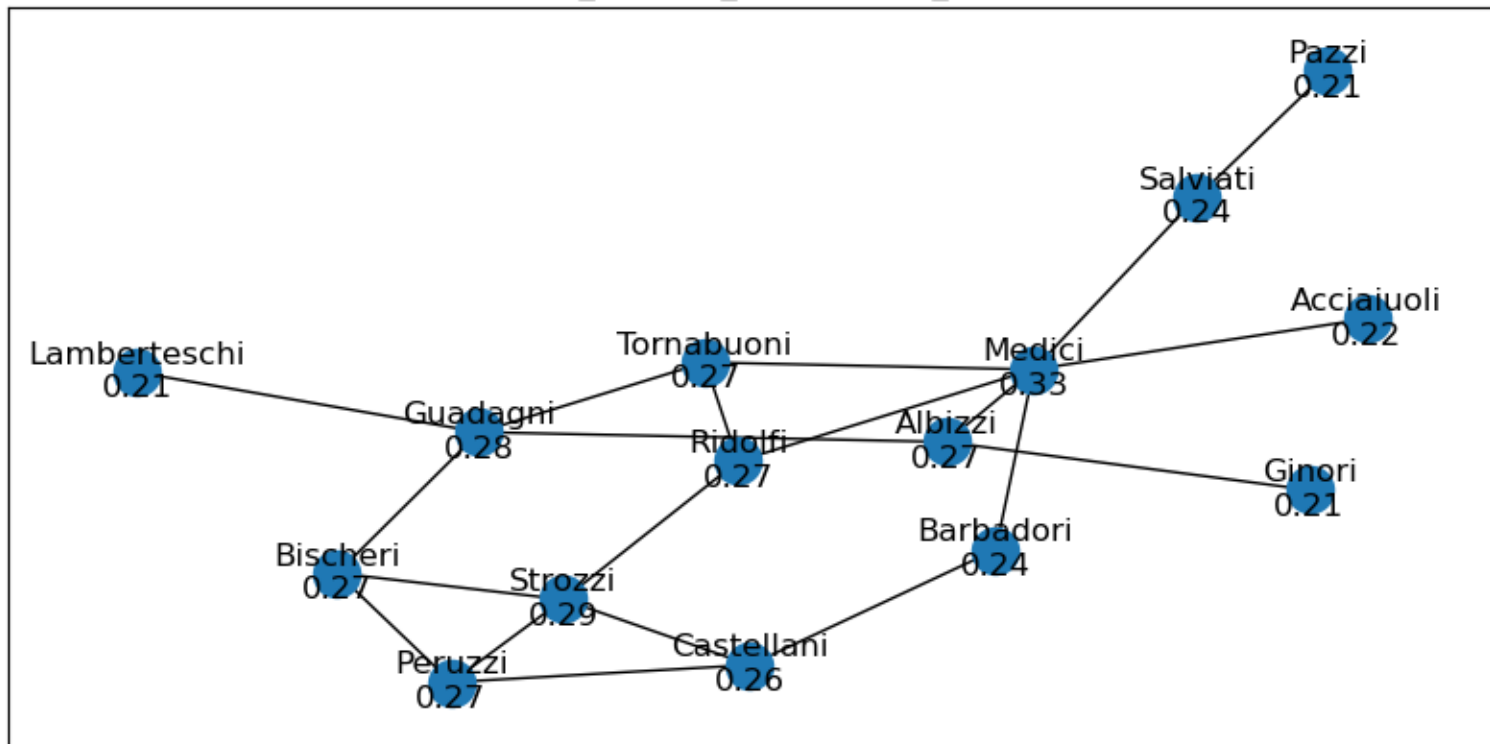 Pazzi
0.21
Salviati
0.24
Acciaiuoli
0.22
Lamberteschi
0.21
Tornabuoni
0.27
Medici
0.33
Guadagni
0.28
Ridolfi
0.27
Albizzi
0.27
Ginori
0.21
Barbadori
0.24
Bischeri
0.27
Strozzi
0.29
Castellani
0.26
Peruzzi
0.27